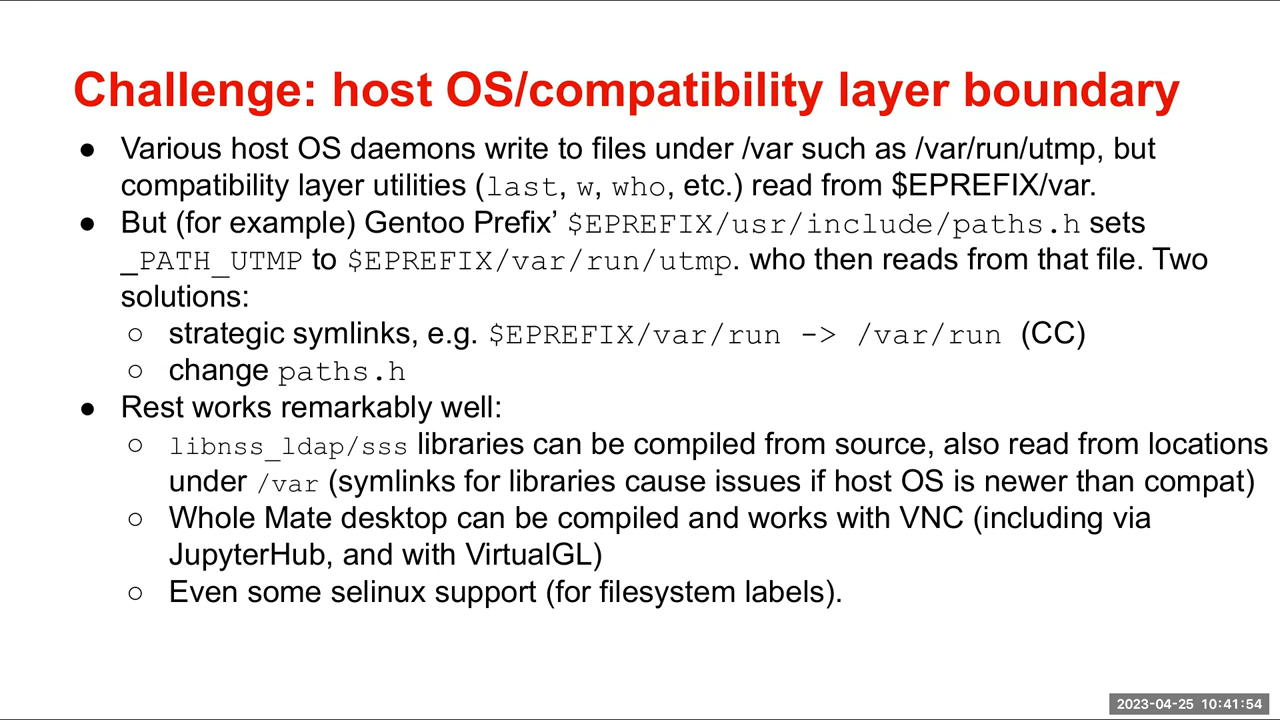 Challenge: host OS/compatibility layer boundary
● Various host OS daemons write to files under /var such as /var/run/utmp, but
compatibility layer utilities (last, w, who, etc.) read from $EPREFIX/var.
● But (for example) Gentoo Prefix’ $EPREFIX/usr/include/paths.h sets
_PATH_UTMP to $EPREFIX/var/run/utmp. who then reads from that file. Two
solutions:
○ strategic symlinks, e.g. $EPREFIX/var/run -> /var/run (CC)
○ change paths.h
● Rest works remarkably well:
○ libnss_ldap/sss libraries can be compiled from source, also read from locations
under /var (symlinks for libraries cause issues if host OS is newer than compat)
○ Whole Mate desktop can be compiled and works with VNC (including via
JupyterHub, and with VirtualGL)
○ Even some selinux support (for filesystem labels).
2023-04-25 10:41:54